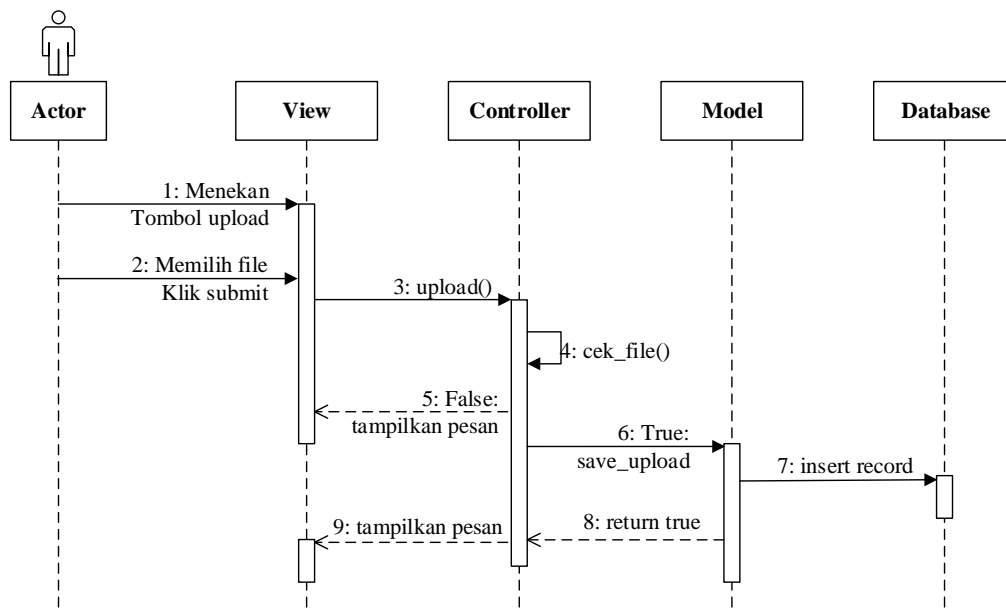 Actor
View
Controller
Model
Database
1: Menekan
Tombol upload
2: Memilih file
Klik submit
3: upload()
4: cek_file()
5: False:
tampilkan pesan
6: True:
save_upload
7: insert record
8: return true
9: tampilkan pesan